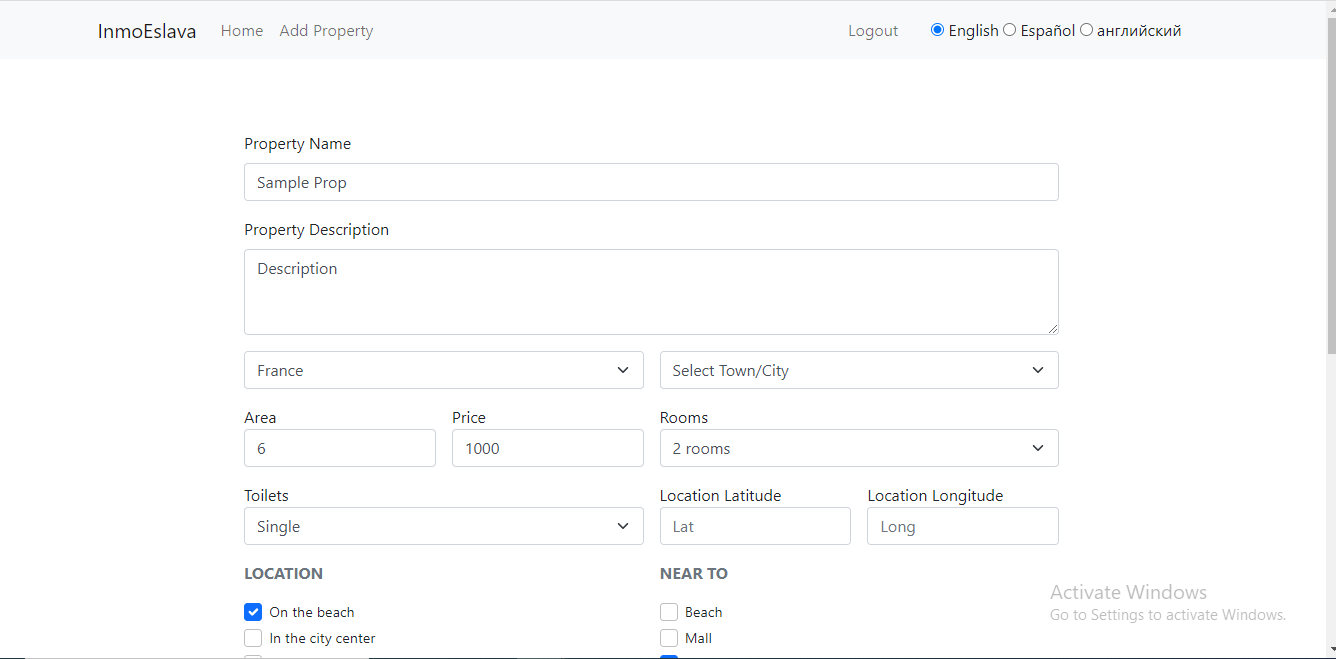 InmoEslava Home Add Property Logout English Español английский
Property Name
Sample Prop
Property Description
Description
France Select Town/City
Area Price Rooms
6 1000 2 rooms
Toilets Location Latitude Location Longitude
Single Lat Long
LOCATION NEAR TO
On the beach Beach
In the city center Mall
Activate Windows
Go to Settings to activate Windows.